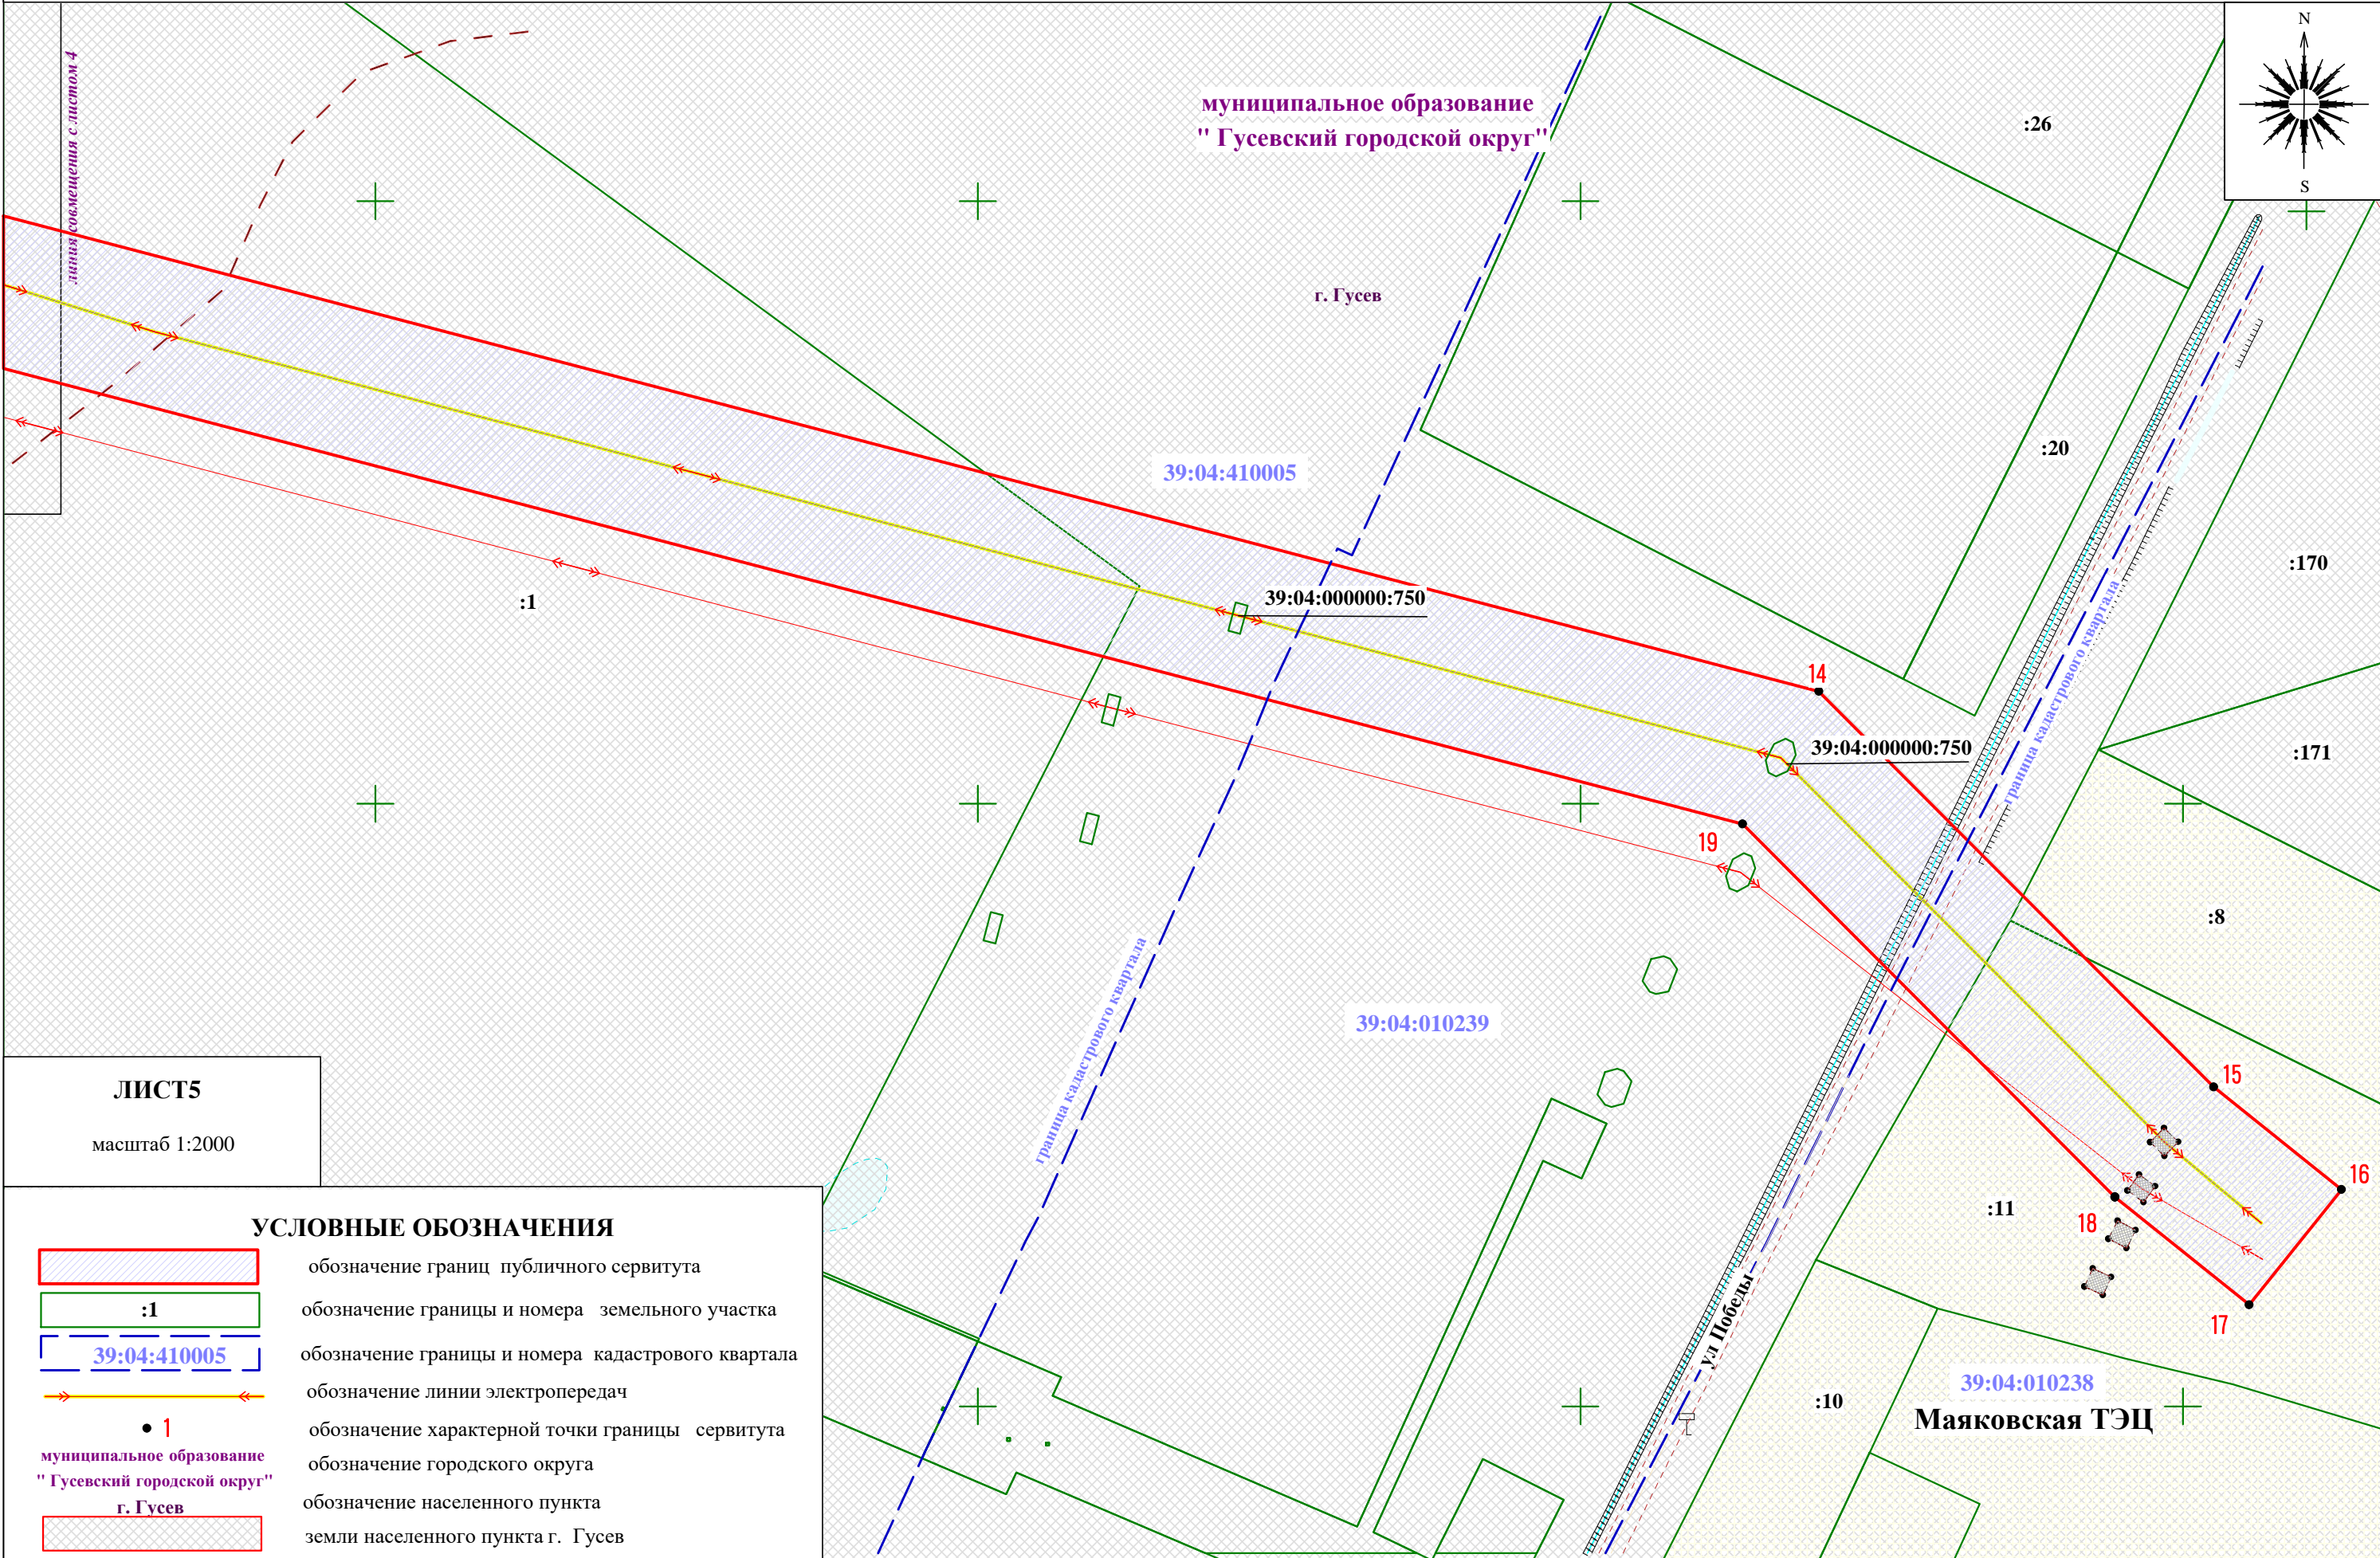 линия совмещения с листом 4
муниципальное образование
" Гусевский городской округ"
N
S
:26
г. Гусев
39:04:410005
:20
:170
:1
39:04:000000:750
14
39:04:000000:750
:171
граница кадастрового квартала
19
:8
граница кадастрового квартала
39:04:010239
15
16
:11
18
17
ул Победы
39:04:010238
:10
Маяковская ТЭЦ
ЛИСТ5
масштаб 1:2000
УСЛОВНЫЕ ОБОЗНАЧЕНИЯ
обозначение границ публичного сервитута
:1 обозначение границы и номера земельного участка
39:04:410005 обозначение границы и номера кадастрового квартала
обозначение линии электропередач
1 обозначение характерной точки границы сервитута
муниципальное образование
" Гусевский городской округ"
обозначение городского округа
г. Гусев обозначение населенного пункта
земли населенного пункта г. Гусев